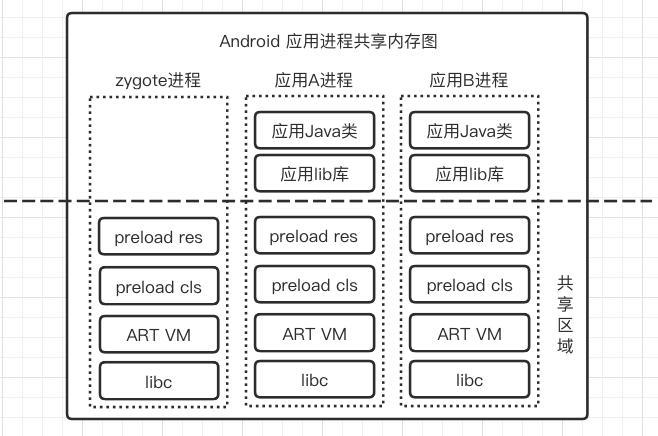 Android 应用进程共享内存图
zygote进程
应用A进程
应用B进程
应用Java类
应用Java类
应用lib库
应用lib库
preload res
preload res
preload res
preload cls
preload cls
preload cls
ART VM
ART VM
ART VM
libc
libc
libc
共享区域